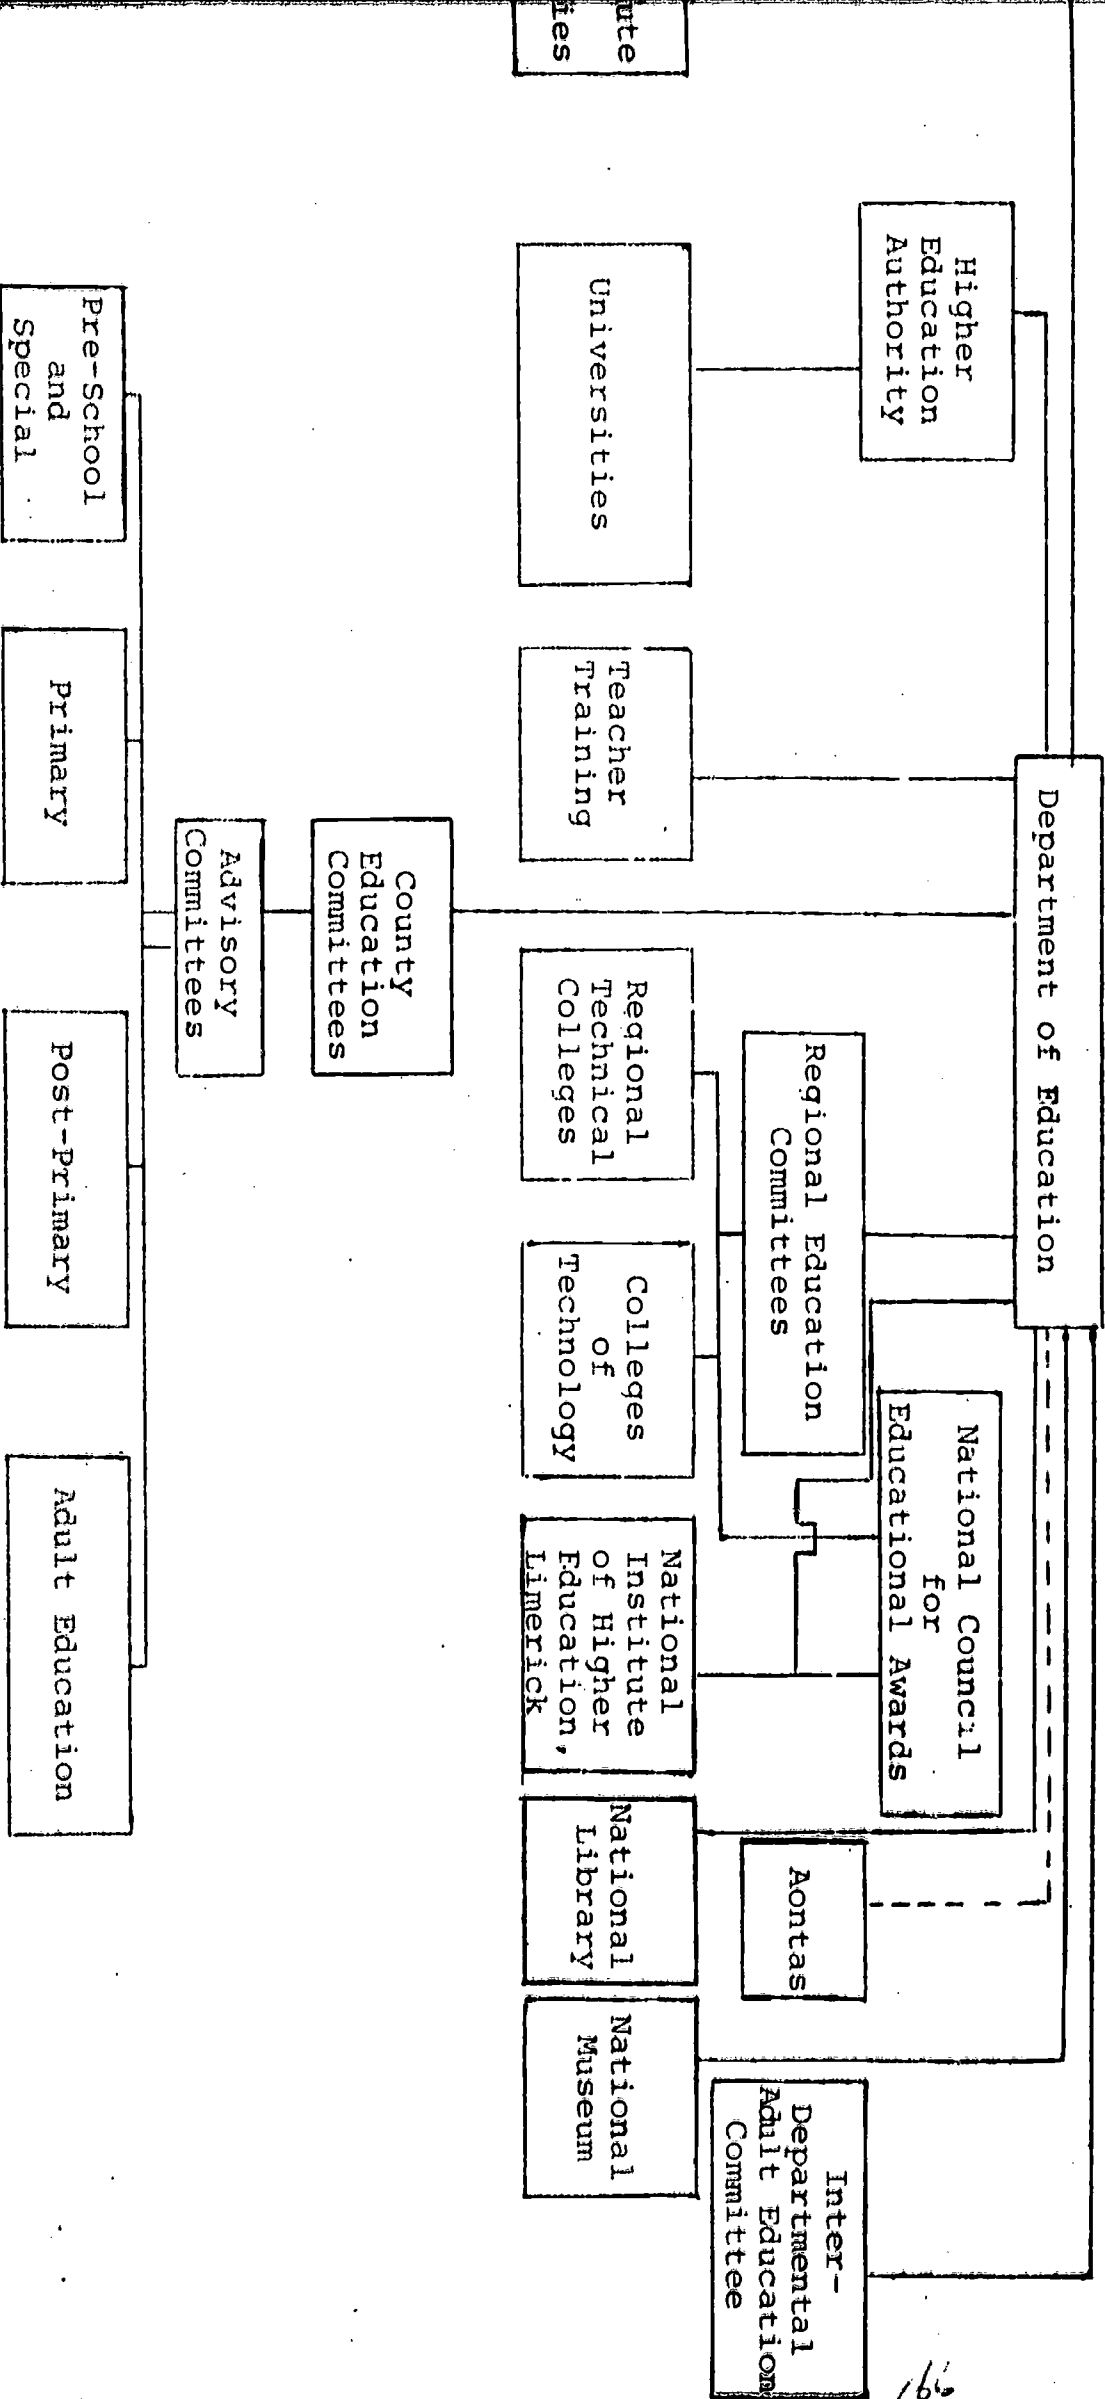 Department of Education
Higher
Education
Authority
National Council
for
Educational Awards
Regional Education
Committees
Aontas
Inter-
Departmental
Adult Education
Committee
ute
ies
Universities
Teacher
Training
Regional
Technical
Colleges
Colleges
of
Technology
National
Institute
of Higher
Education,
Limerick
National
Library
National
Museum
County
Education
Committees
Advisory
Committees
Pre-School
and
Special
Primary
Post-Primary
Adult Education